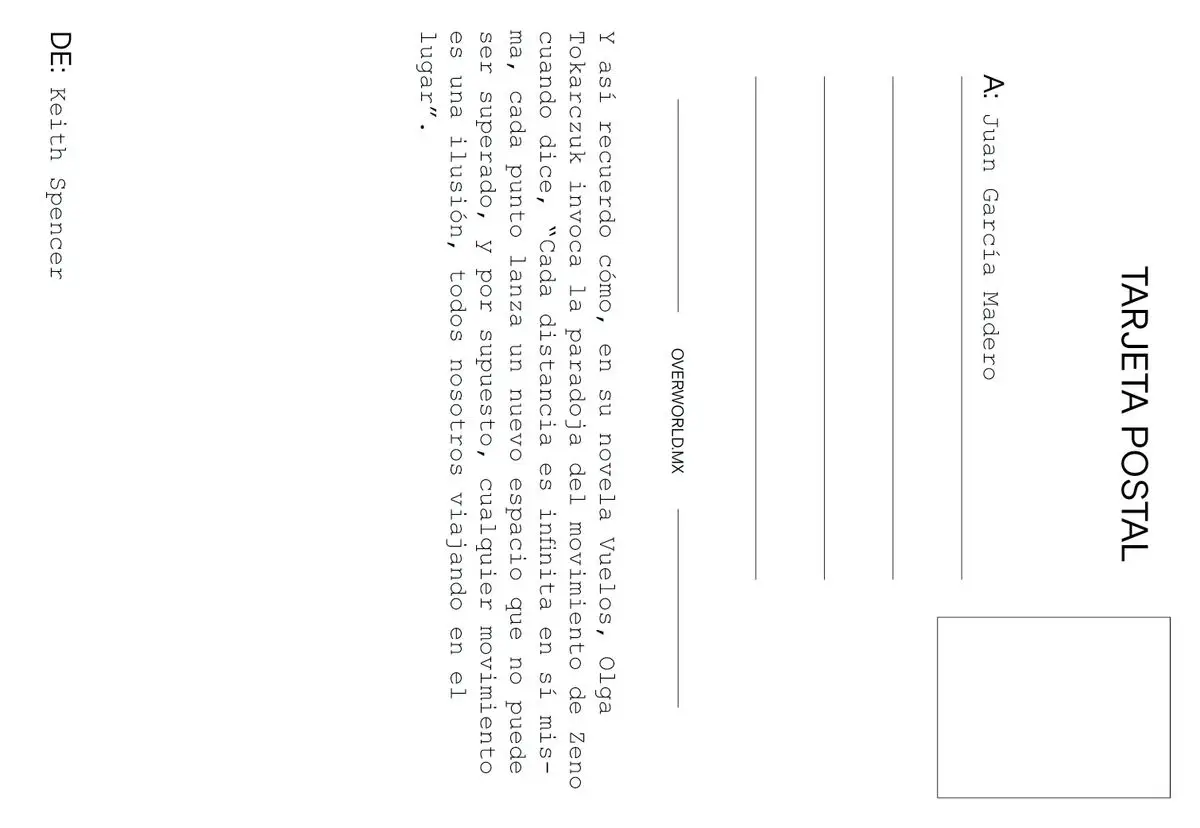 TARJETA POSTAL
A: Juan García Madero
OVERWORLD.MX
Y así recuerdo cómo, en su novela Vuelos, Olga
Tokarczuk invoca la paradoja del movimiento de Zeno
cuando dice, “Cada distancia es infinita en sí mis-
ma, cada punto lanza un nuevo espacio que no puede
ser superado, y por supuesto, cualquier movimiento
es una ilusión, todos nosotros viajando en el
lugar”.
DE: Keith Spencer